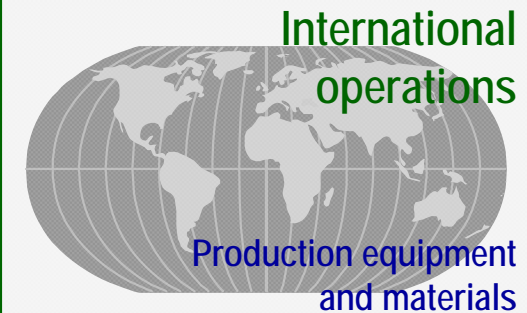 International
operations
Production equipment
and materials